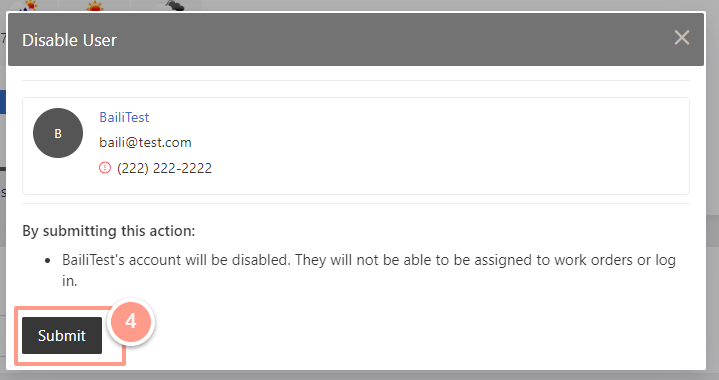 Disable User
B
BailiTest
baili@test.com
(222) 222-2222
By submitting this action:
• BailiTest's account will be disabled. They will not be able to be assigned to work orders or log
in.
4
Submit